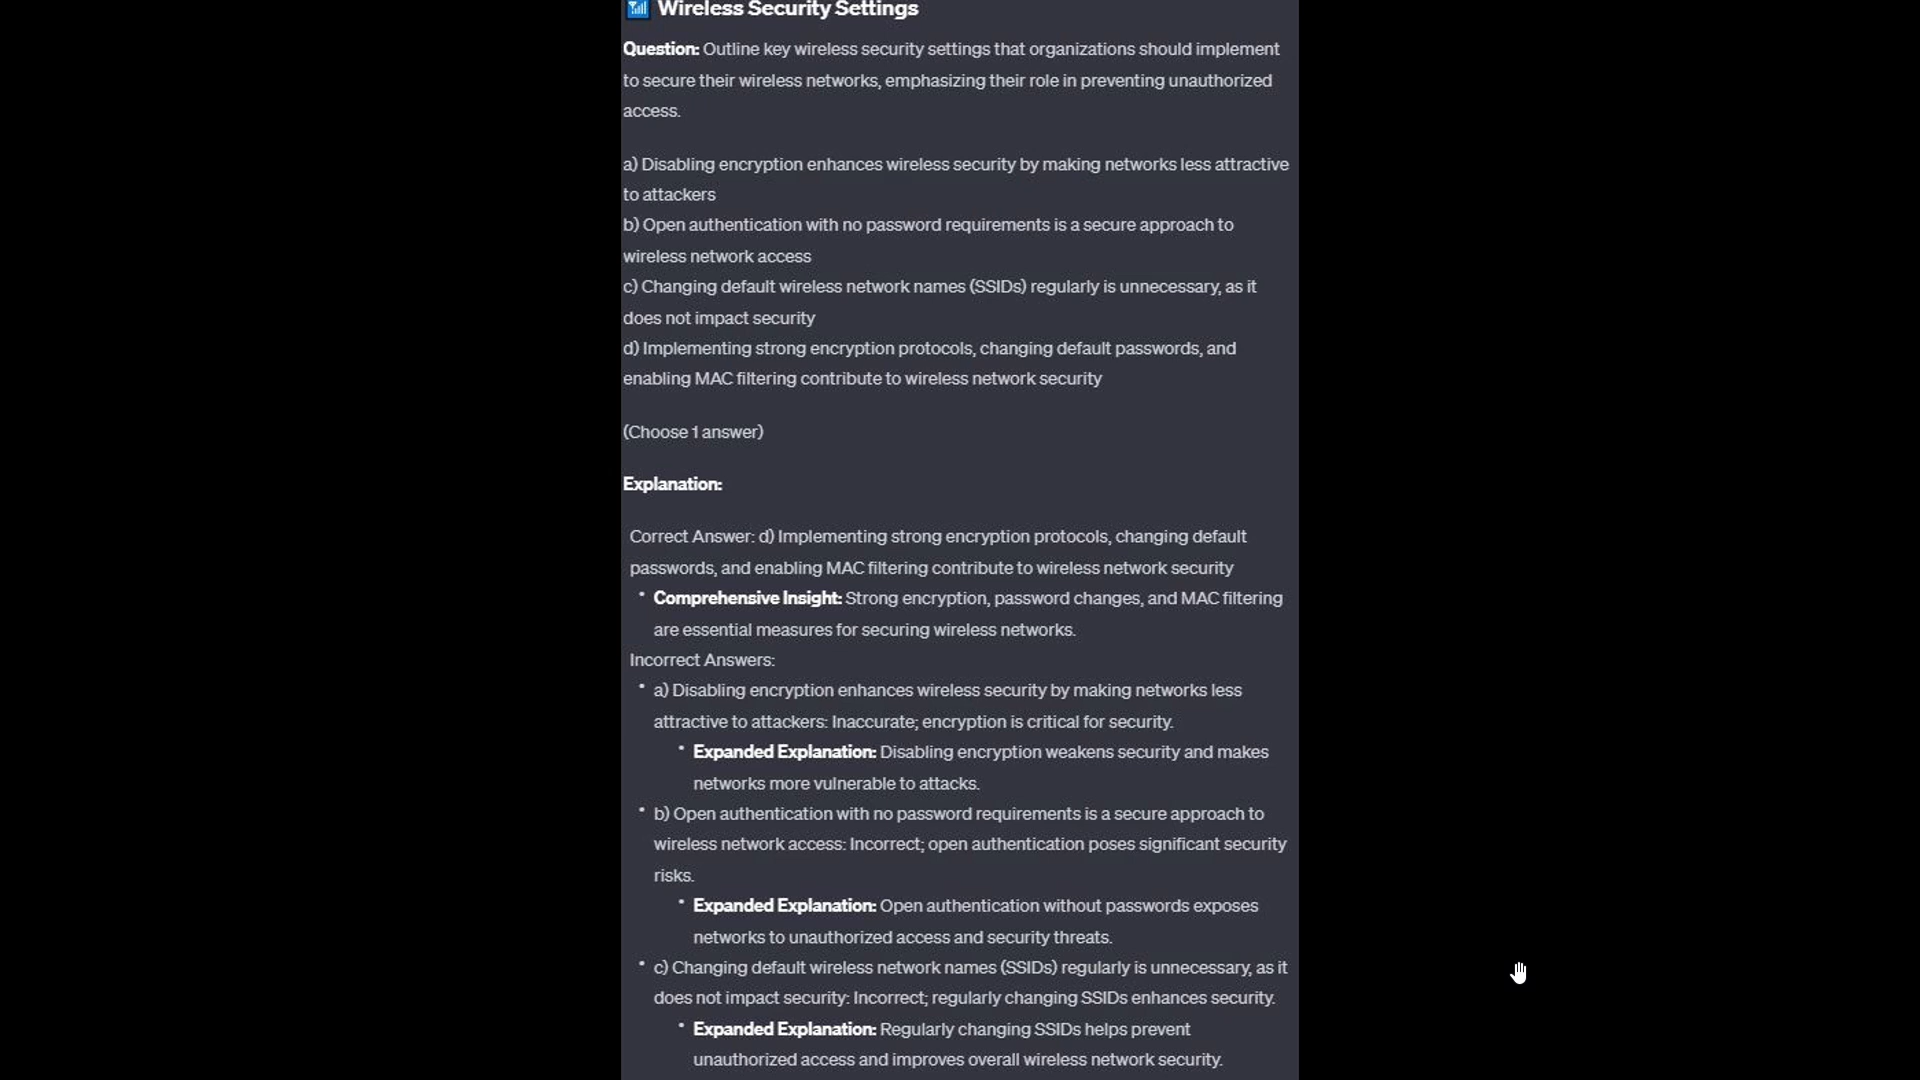 Wireless Security Settings
Question: Outline key wireless security settings that organizations should implement
to secure their wireless networks, emphasizing their role in preventing unauthorized
access.
a) Disabling encryption enhances wireless security by making networks less attractive
to attackers
b) Open authentication with no password requirements is a secure approach to
wireless network access
c) Changing default wireless network names (SSIDs) regularly is unnecessary, as it
does not impact security
d) Implementing strong encryption protocols, changing default passwords, and
enabling MAC filtering contribute to wireless network security
(Choose 1 answer)
Explanation:
Correct Answer: d) Implementing strong encryption protocols, changing default
passwords, and enabling MAC filtering contribute to wireless network security
• Comprehensive Insight: Strong encryption, password changes, and MAC filtering
are essential measures for securing wireless networks.
Incorrect Answers:
• a) Disabling encryption enhances wireless security by making networks less
attractive to attackers: Inaccurate; encryption is critical for security.
• Expanded Explanation: Disabling encryption weakens security and makes
networks more vulnerable to attacks.
• b) Open authentication with no password requirements is a secure approach to
wireless network access: Incorrect; open authentication poses significant security
risks.
• Expanded Explanation: Open authentication without passwords exposes
networks to unauthorized access and security threats.
• c) Changing default wireless network names (SSIDs) regularly is unnecessary, as it
does not impact security: Incorrect; regularly changing SSIDs enhances security.
• Expanded Explanation: Regularly changing SSIDs helps prevent
unauthorized access and improves overall wireless network security.